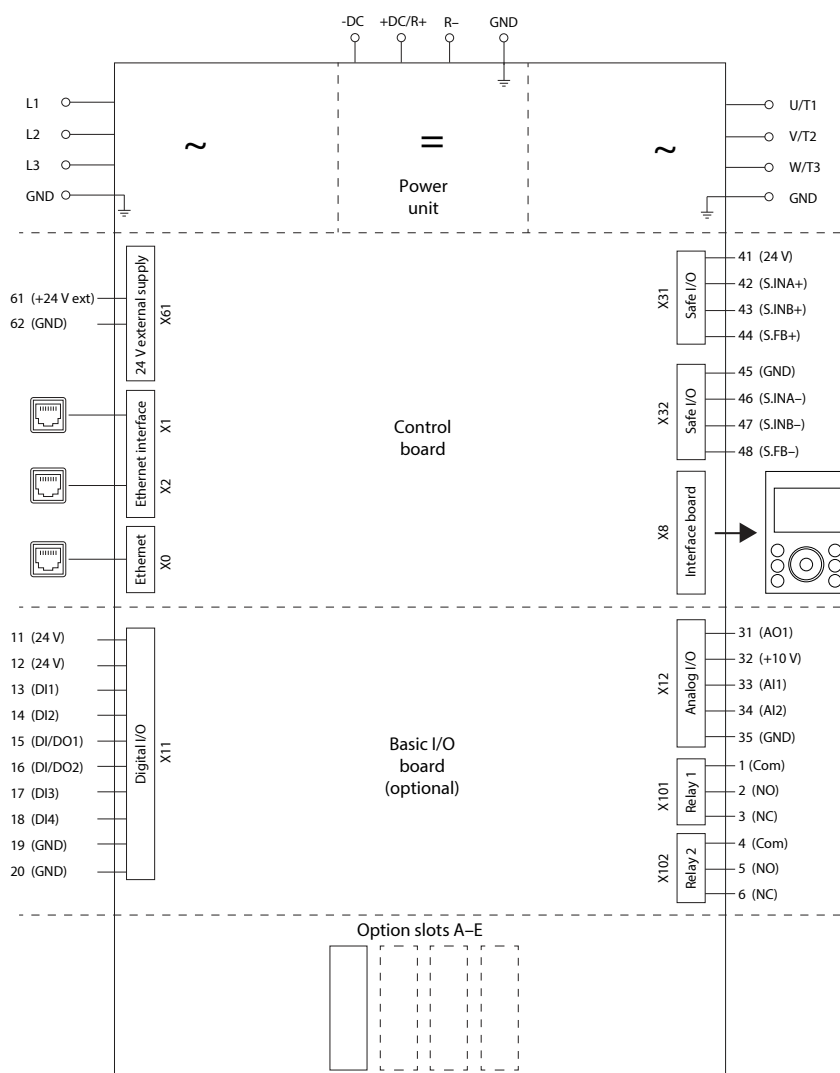 -DC +DC/R+ R– GND
L1
L2
L3
GND
~
=
~
Power
unit
U/T1
V/T2
W/T3
GND
61 (+24 V ext)
62 (GND)
24 V external supply
X61
Ethernet interface
X1
X2
Ethernet
X0
Control
board
X31
Safe I/O
41 (24 V)
42 (S.INA+)
43 (S.INB+)
44 (S.FB+)
X32
Safe I/O
45 (GND)
46 (S.INA–)
47 (S.INB–)
48 (S.FB–)
X8
Interface board
11 (24 V)
12 (24 V)
13 (DI1)
14 (DI2)
15 (DI/DO1)
16 (DI/DO2)
17 (DI3)
18 (DI4)
19 (GND)
20 (GND)
Digital I/O
X11
Basic I/O
board
(optional)
X12
Analog I/O
31 (AO1)
32 (+10 V)
33 (AI1)
34 (AI2)
35 (GND)
X101
Relay 1
1 (Com)
2 (NO)
3 (NC)
X102
Relay 2
4 (Com)
5 (NO)
6 (NC)
Option slots A–E